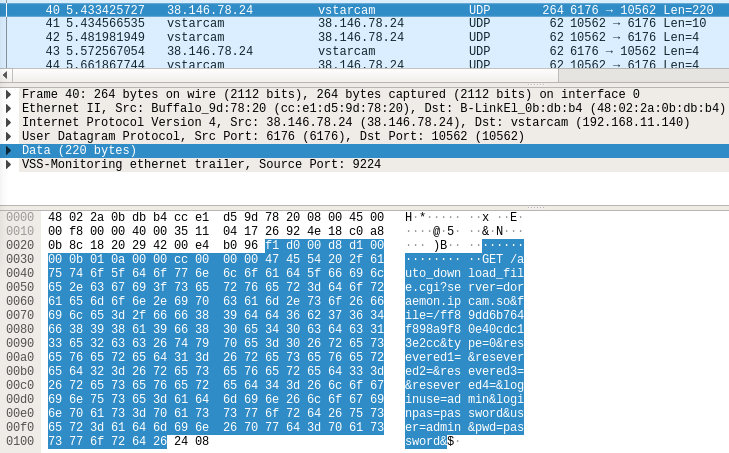 40 5.433425727 38.146.78.24 vstarcam UDP 264 6176 → 10562 Len=220
41 5.434566535 vstarcam 38.146.78.24 UDP 62 10562 → 6176 Len=10
42 5.481981949 vstarcam 38.146.78.24 UDP 62 10562 → 6176 Len=4
43 5.572567054 38.146.78.24 vstarcam UDP 62 6176 → 10562 Len=4
44 5.661867744 vstarcam 38.146.78.24 UDP 62 10562 → 6176 Len=4
Frame 40: 264 bytes on wire (2112 bits), 264 bytes captured (2112 bits) on interface 0
Ethernet II, Src: Buffalo_9d:78:20 (cc:e1:d5:9d:78:20), Dst: B-LinkEl_0b:db:b4 (48:02:2a:0b:db:b4)
Internet Protocol Version 4, Src: 38.146.78.24 (38.146.78.24), Dst: vstarcam (192.168.11.140)
User Datagram Protocol, Src Port: 6176 (6176), Dst Port: 10562 (10562)
Data (220 bytes)
VSS-Monitoring ethernet trailer, Source Port: 9224
0000 48 02 2a 0b db b4 cc e1 d5 9d 78 20 08 00 45 00 H·*····· ··x ··E·
0010 00 f8 00 00 40 00 35 11 04 17 26 92 4e 18 c0 a8 ····@·5· ··&·N···
0020 0b 8c 18 20 29 42 00 e4 b0 96 f1 d0 00 d8 d1 00 ··· )B·· ········
0030 00 0b 01 0a 00 00 cc 00 00 00 47 45 54 20 2f 61 ········ ··GET /a
0040 75 74 6f 5f 64 6f 77 6e 6c 6f 61 64 5f 66 69 6c uto_down load_fil
0050 65 2e 63 67 69 3f 73 65 72 76 65 72 3d 64 6f 72 e.cgi?se rver=dor
0060 61 65 6d 6f 6e 2e 69 70 63 61 6d 2e 73 6f 26 66 aemon.ip cam.so&f
0070 69 6c 65 3d 2f 66 66 38 39 64 64 36 62 37 36 34 ile=/ff8 9dd6b764
0080 66 38 39 38 61 39 66 38 30 65 34 30 63 64 63 31 f898a9f8 0e40cdc1
0090 33 65 32 63 63 26 74 79 70 65 3d 30 26 72 65 73 3e2cc&ty pe=0&res
00a0 65 76 65 72 65 64 31 3d 26 72 65 73 65 76 65 72 evered1= &resever
00b0 65 64 32 3d 26 72 65 73 65 76 65 72 65 64 33 3d ed2=&res evered3=
00c0 26 72 65 73 65 76 65 72 65 64 34 3d 26 6c 6f 67 &resever ed4=&log
00d0 69 6e 75 73 65 3d 61 64 6d 69 6e 26 6c 6f 67 69 inuse=ad min&logi
00e0 6e 70 61 73 3d 70 61 73 73 77 6f 72 64 26 75 73 npas=pas sword&us
00f0 65 72 3d 61 64 6d 69 6e 26 70 77 64 3d 70 61 73 er=admin &pwd=pas
0100 73 77 6f 72 64 26 24 08 sword&$·